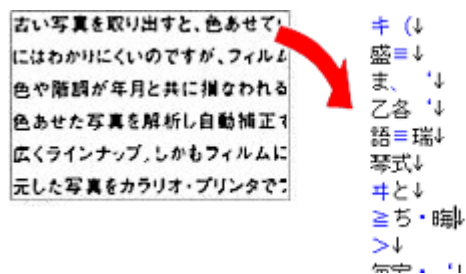 古い写真を取り出すと、色あせてい
にはわかりにくいのですが、フィルム
色や階調が年月と共に損なわれる
色あせた写真を解析し自動補正す
広くラインナップ。しかもフィルムに
元した写真をカラリオ・プリンタでプ
キ (↓
盛≡↓
ま、 ‘↓
乙各 ‘↓
語≡瑞↓
琴式↓
ヰと↓
≧ち・晦↓
>↓